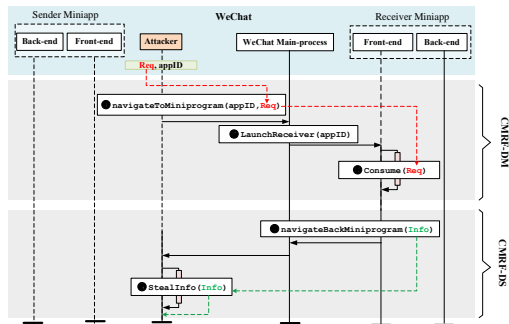 Sender Miniapp
WeChat
Receiver Miniapp
Back-end
Front-end
Attacker
WeChat Main-process
Front-end
Back-end
Req, appID
navigateToMiniprogram(appID,Req)
LaunchReceiver(appID)
Consume(Req)
CMRF-DM
navigateBackMiniprogram(Info)
StealInfo(Info)
CMRF-DS